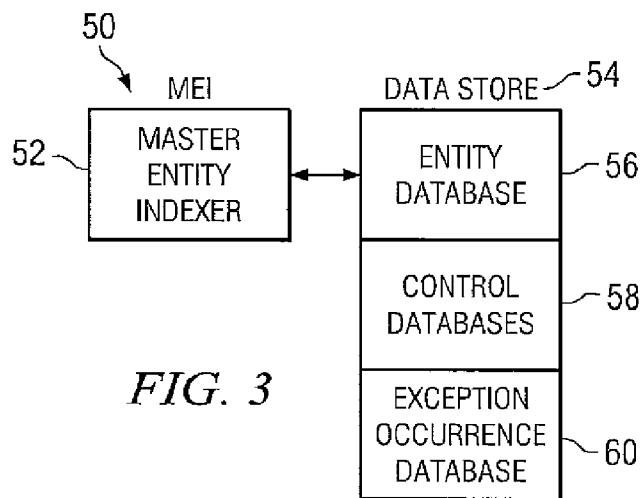 50
MEI
DATA STORE
54
52
MASTER
ENTITY
INDEXER
ENTITY
DATABASE
56
CONTROL
DATABASES
58
FIG. 3
EXCEPTION
OCCURRENCE
DATABASE
60